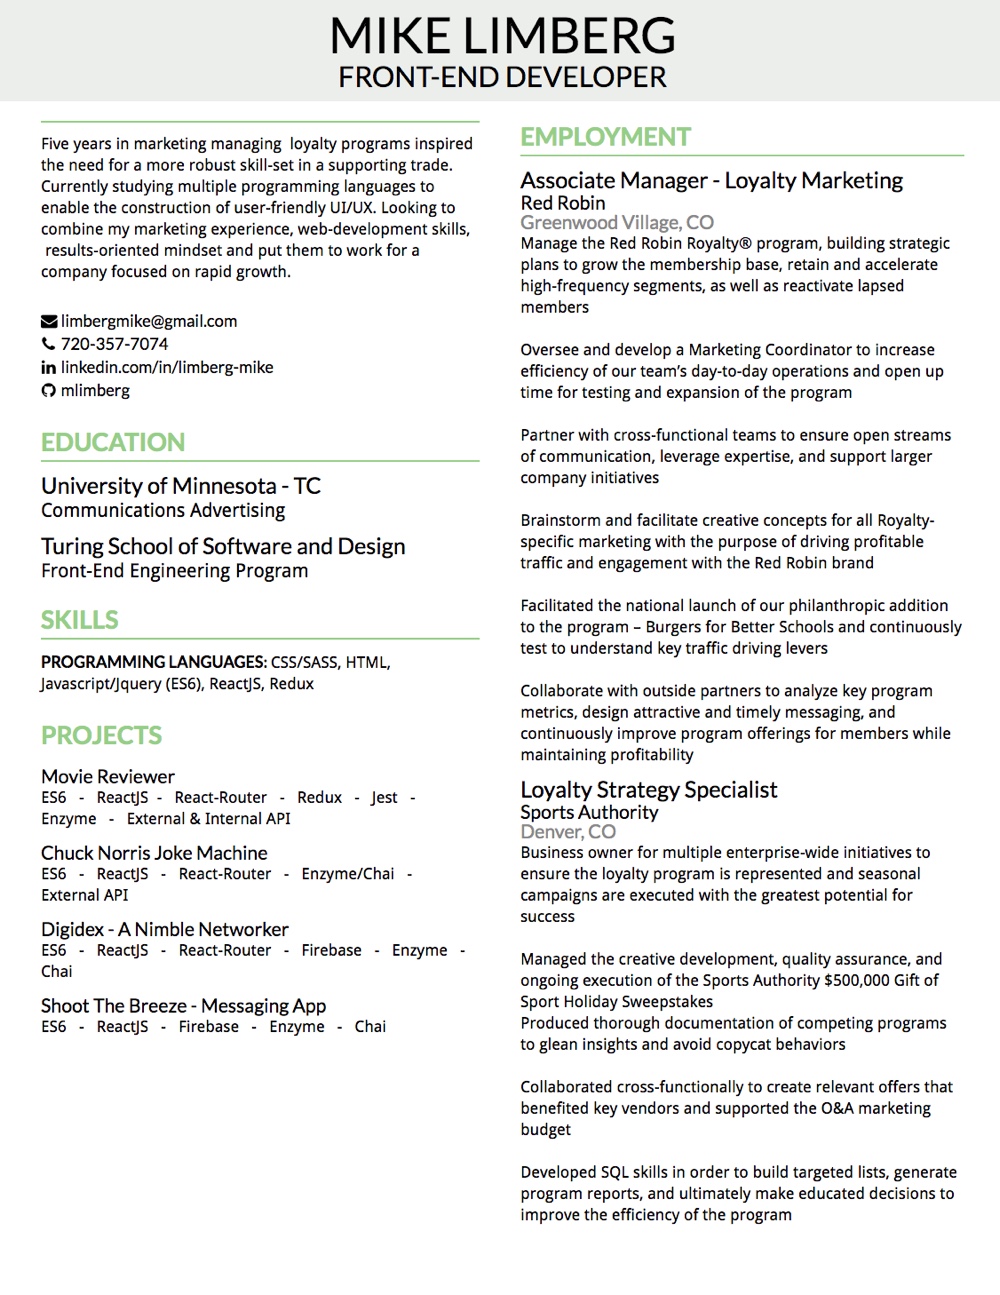 MIKE LIMBERG
FRONT-END DEVELOPER
Five years in marketing managing  loyalty programs inspired
the need for a more robust skill-set in a supporting trade.
Currently studying multiple programming languages to
enable the construction of user-friendly UI/UX. Looking to
combine my marketing experience, web-development skills,
results-oriented mindset and put them to work for a
company focused on rapid growth.
limbergmike@gmail.com
720-357-7074
linkedin.com/in/limberg-mike
mlimberg
EDUCATION
University of Minnesota - TC
Communications Advertising
Turing School of Software and Design
Front-End Engineering Program
SKILLS
PROGRAMMING LANGUAGES: CSS/SASS, HTML,
Javascript/Jquery (ES6), ReactJS, Redux
PROJECTS
Movie Reviewer
ES6 - ReactJS - React-Router - Redux - Jest -
Enzyme - External & Internal API
Chuck Norris Joke Machine
ES6 - ReactJS - React-Router - Enzyme/Chai -
External API
Digidex - A Nimble Networker
ES6 - ReactJS - React-Router - Firebase - Enzyme -
Chai
Shoot The Breeze - Messaging App
ES6 - ReactJS - Firebase - Enzyme - Chai
EMPLOYMENT
Associate Manager - Loyalty Marketing
Red Robin
Greenwood Village, CO
Manage the Red Robin Royalty® program, building strategic
plans to grow the membership base, retain and accelerate
high-frequency segments, as well as reactivate lapsed
members
Oversee and develop a Marketing Coordinator to increase
efficiency of our team’s day-to-day operations and open up
time for testing and expansion of the program
Partner with cross-functional teams to ensure open streams
of communication, leverage expertise, and support larger
company initiatives
Brainstorm and facilitate creative concepts for all Royalty-
specific marketing with the purpose of driving profitable
traffic and engagement with the Red Robin brand
Facilitated the national launch of our philanthropic addition
to the program – Burgers for Better Schools and continuously
test to understand key traffic driving levers
Collaborate with outside partners to analyze key program
metrics, design attractive and timely messaging, and
continuously improve program offerings for members while
maintaining profitability
Loyalty Strategy Specialist
Sports Authority
Denver, CO
Business owner for multiple enterprise-wide initiatives to
ensure the loyalty program is represented and seasonal
campaigns are executed with the greatest potential for
success
Managed the creative development, quality assurance, and
ongoing execution of the Sports Authority $500,000 Gift of
Sport Holiday Sweepstakes
Produced thorough documentation of competing programs
to glean insights and avoid copycat behaviors
Collaborated cross-functionally to create relevant offers that
benefited key vendors and supported the O&A marketing
budget
Developed SQL skills in order to build targeted lists, generate
program reports, and ultimately make educated decisions to
improve the efficiency of the program